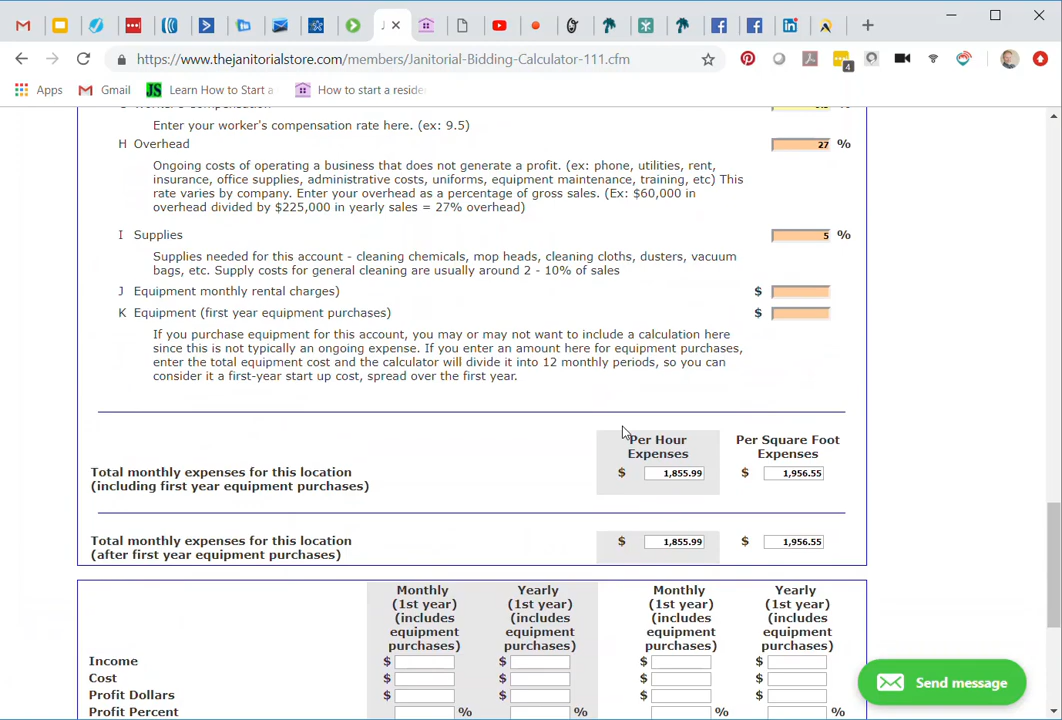 https://www.thejanitorialstore.com/members/Janitorial-Bidding-Calculator-111.cfm
4
Apps
Gmail
JS Learn How to Start a
How to start a reside
Enter your worker's compensation rate here. (ex: 9.5)
H Overhead 27 %
Ongoing costs of operating a business that does not generate a profit. (ex: phone, utilities, rent,
insurance, office supplies, administrative costs, uniforms, equipment maintenance, training, etc) This
rate varies by company. Enter your overhead as a percentage of gross sales. (Ex: $60,000 in
overhead divided by $225,000 in yearly sales = 27% overhead)
I Supplies 5 %
Supplies needed for this account - cleaning chemicals, mop heads, cleaning cloths, dusters, vacuum
bags, etc. Supply costs for general cleaning are usually around 2 - 10% of sales
J Equipment monthly rental charges) $
K Equipment (first year equipment purchases) $
If you purchase equipment for this account, you may or may not want to include a calculation here
since this is not typically an ongoing expense. If you enter an amount here for equipment purchases,
enter the total equipment cost and the calculator will divide it into 12 monthly periods, so you can
consider it a first-year start up cost, spread over the first year.
Per Hour Expenses
Per Square Foot Expenses
Total monthly expenses for this location $ 1,855.99 $ 1,956.55
(including first year equipment purchases)
Total monthly expenses for this location $ 1,855.99 $ 1,956.55
(after first year equipment purchases)
Monthly Yearly Monthly Yearly
(1st year) (1st year) (1st year) (1st year)
(includes (includes (includes (includes
equipment equipment equipment equipment
purchases) purchases) purchases) purchases)
Income $ $ $ $
Cost $ $ $ $
Profit Dollars $ $ $ $
Profit Percent % % % %
Send message